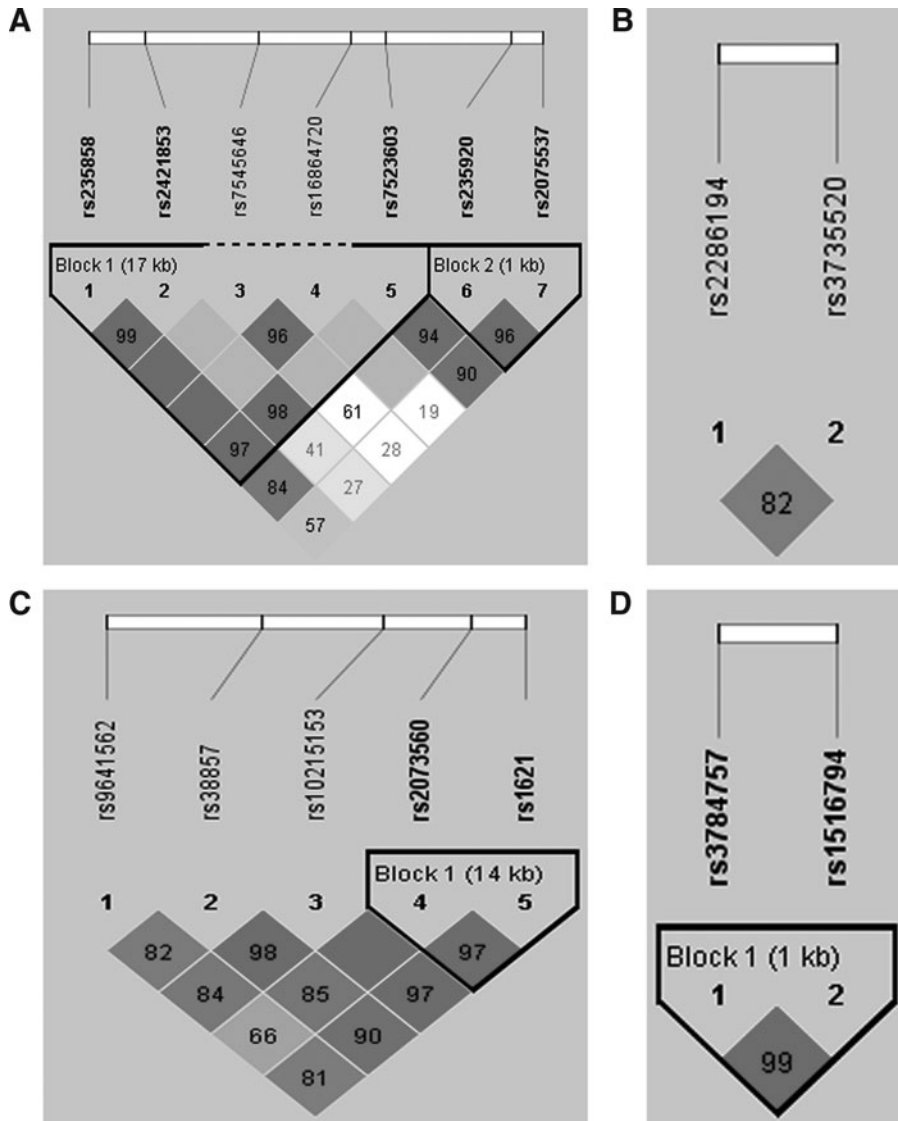 A
rs235858
rs2421853
rs7545646
rs16864720
rs7523603
rs235920
rs2075537
Block 1 (17 kb)
Block 2 (1 kb)
1 2 3 4 5 6 7
99 96 94 96
90
98 61 19
97 41 28
84 27
57
B
rs2286194
rs3735520
1 2
82
C
rs9641562
rs38857
rs10215153
rs2073560
rs1621
Block 1 (14 kb)
1 2 3 4 5
82 98 97
84 85 97
66 90
81
D
rs3784757
rs1516794
Block 1 (1 kb)
1 2
99